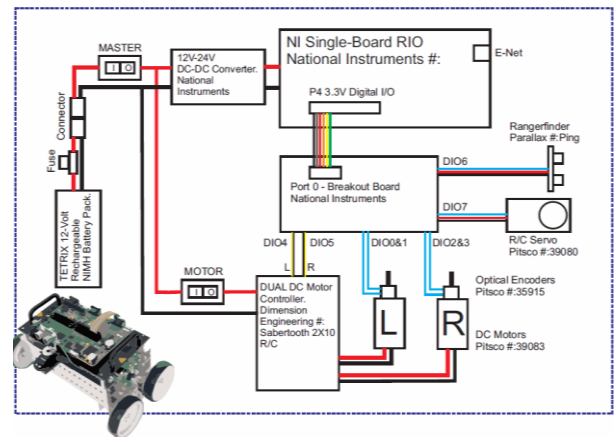 MASTER
I O
12V-24V
DC-DC Converter.
National
Instruments
NI Single-Board RIO
National Instruments #:
E-Net
P4 3.3V Digital I/O
Connector
Fuse
TETRIX 12-Volt
Rechargeable
NIMH Battery Pack.
Rangerfinder
Parallax #:Ping
DIO6
Port 0 - Breakout Board
National Instruments
DIO7
R/C Servo
Pitsco #:39080
DIO4
DIO5
DIO0&1
DIO2&3
L
R
MOTOR
I O
DUAL DC Motor
Controller.
Dimension
Engineering #:
Sabertooth 2X10
R/C
Optical Encoders
Pitsco #:35915
L
R
DC Motors
Pitsco #:39083